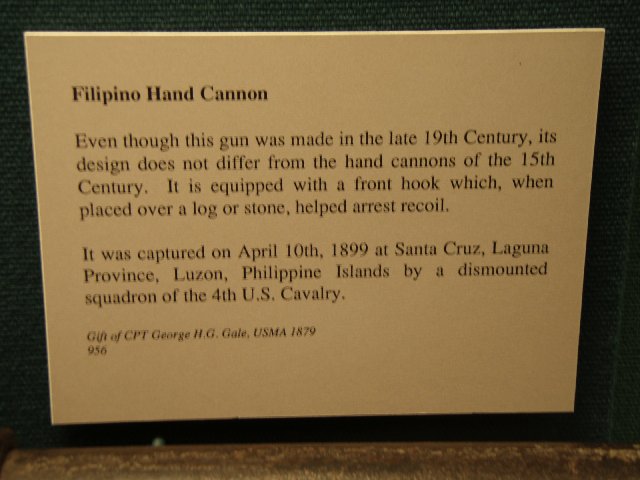 Filipino Hand Cannon
Even though this gun was made in the late 19th Century, its
design does not differ from the hand cannons of the 15th
Century. It is equipped with a front hook which, when
placed over a log or stone, helped arrest recoil.
It was captured on April 10th, 1899 at Santa Cruz, Laguna
Province, Luzon, Philippine Islands by a dismounted
squadron of the 4th U.S. Cavalry.
Gift of CPT George H.G. Gale, USMA 1879
956